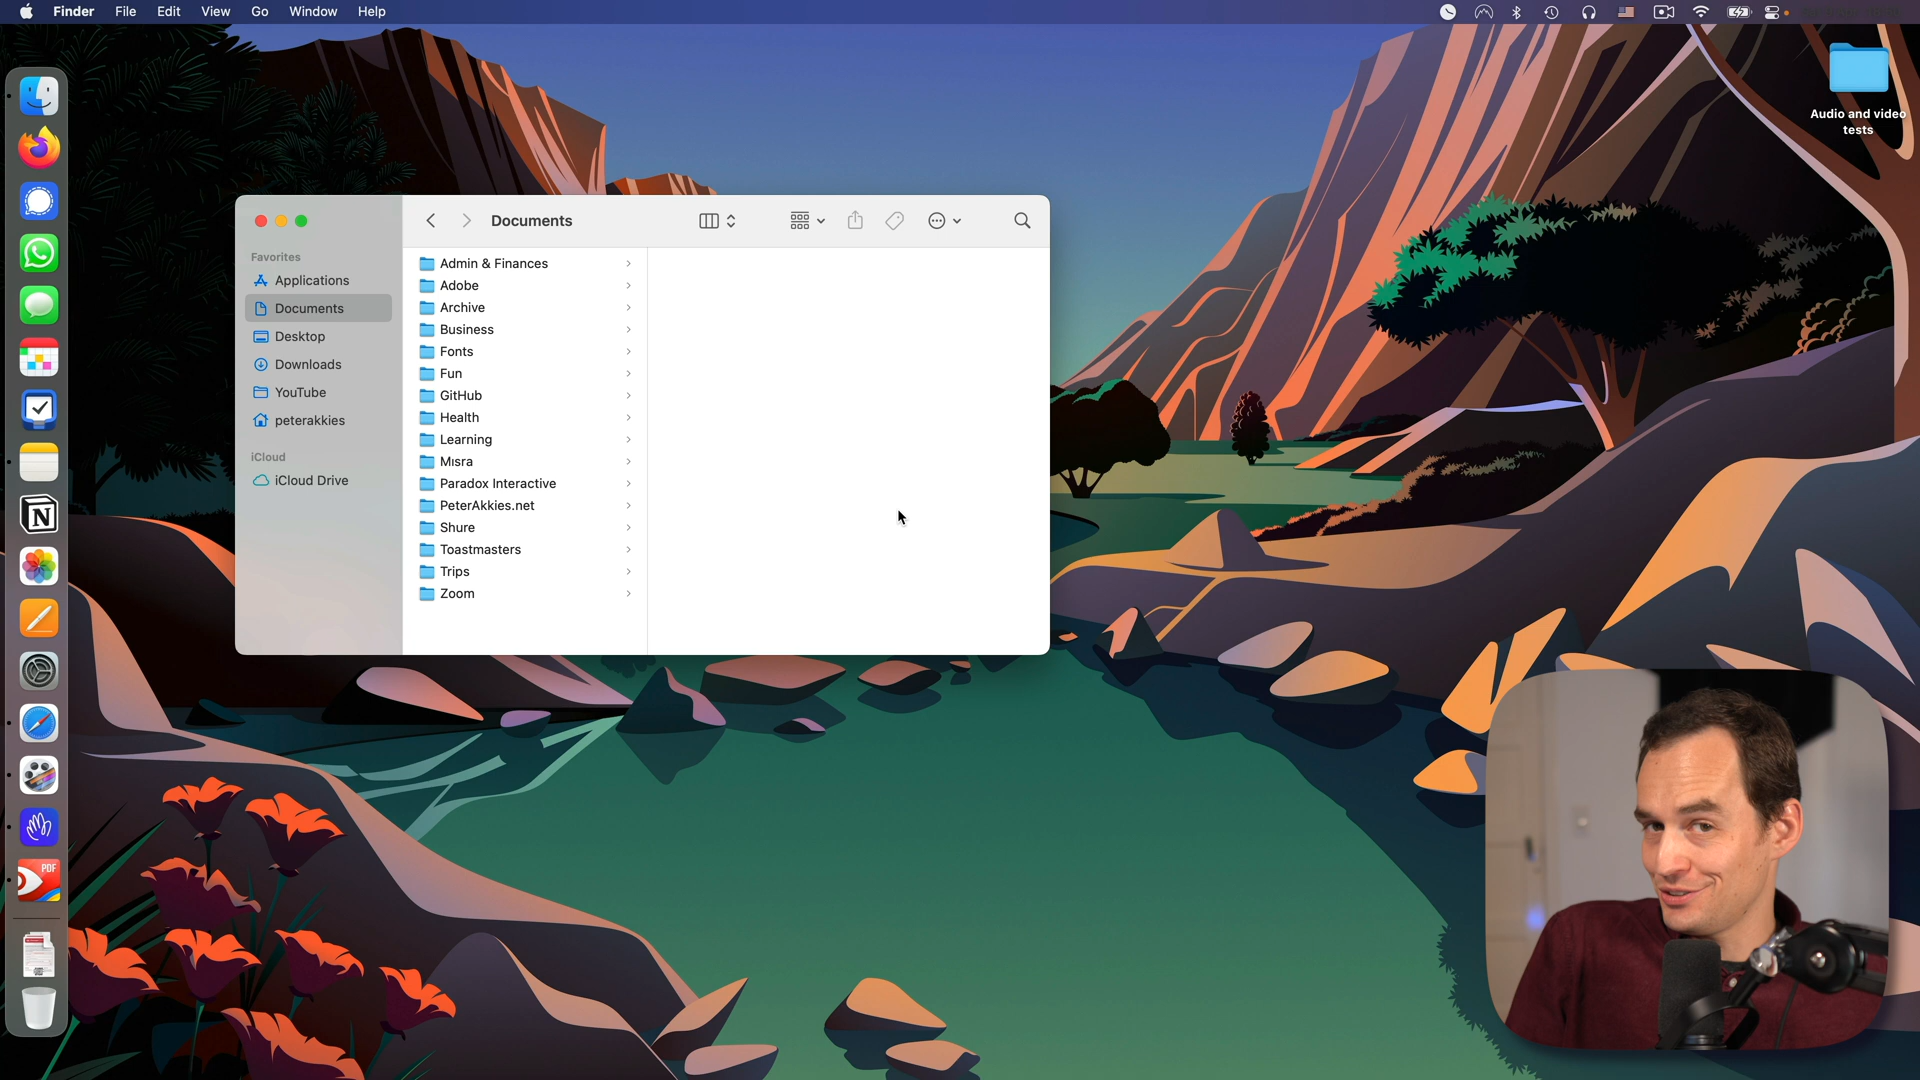 Finder File Edit View Go Window Help
Audio and video
tests
Documents
Favorites
Applications
Documents
Desktop
Downloads
YouTube
peterakkies
iCloud
iCloud Drive
Admin & Finances
Adobe
Archive
Business
Fonts
Fun
GitHub
Health
Learning
Misra
Paradox Interactive
PeterAkkies.net
Shure
Toastmasters
Trips
Zoom
N
PDF